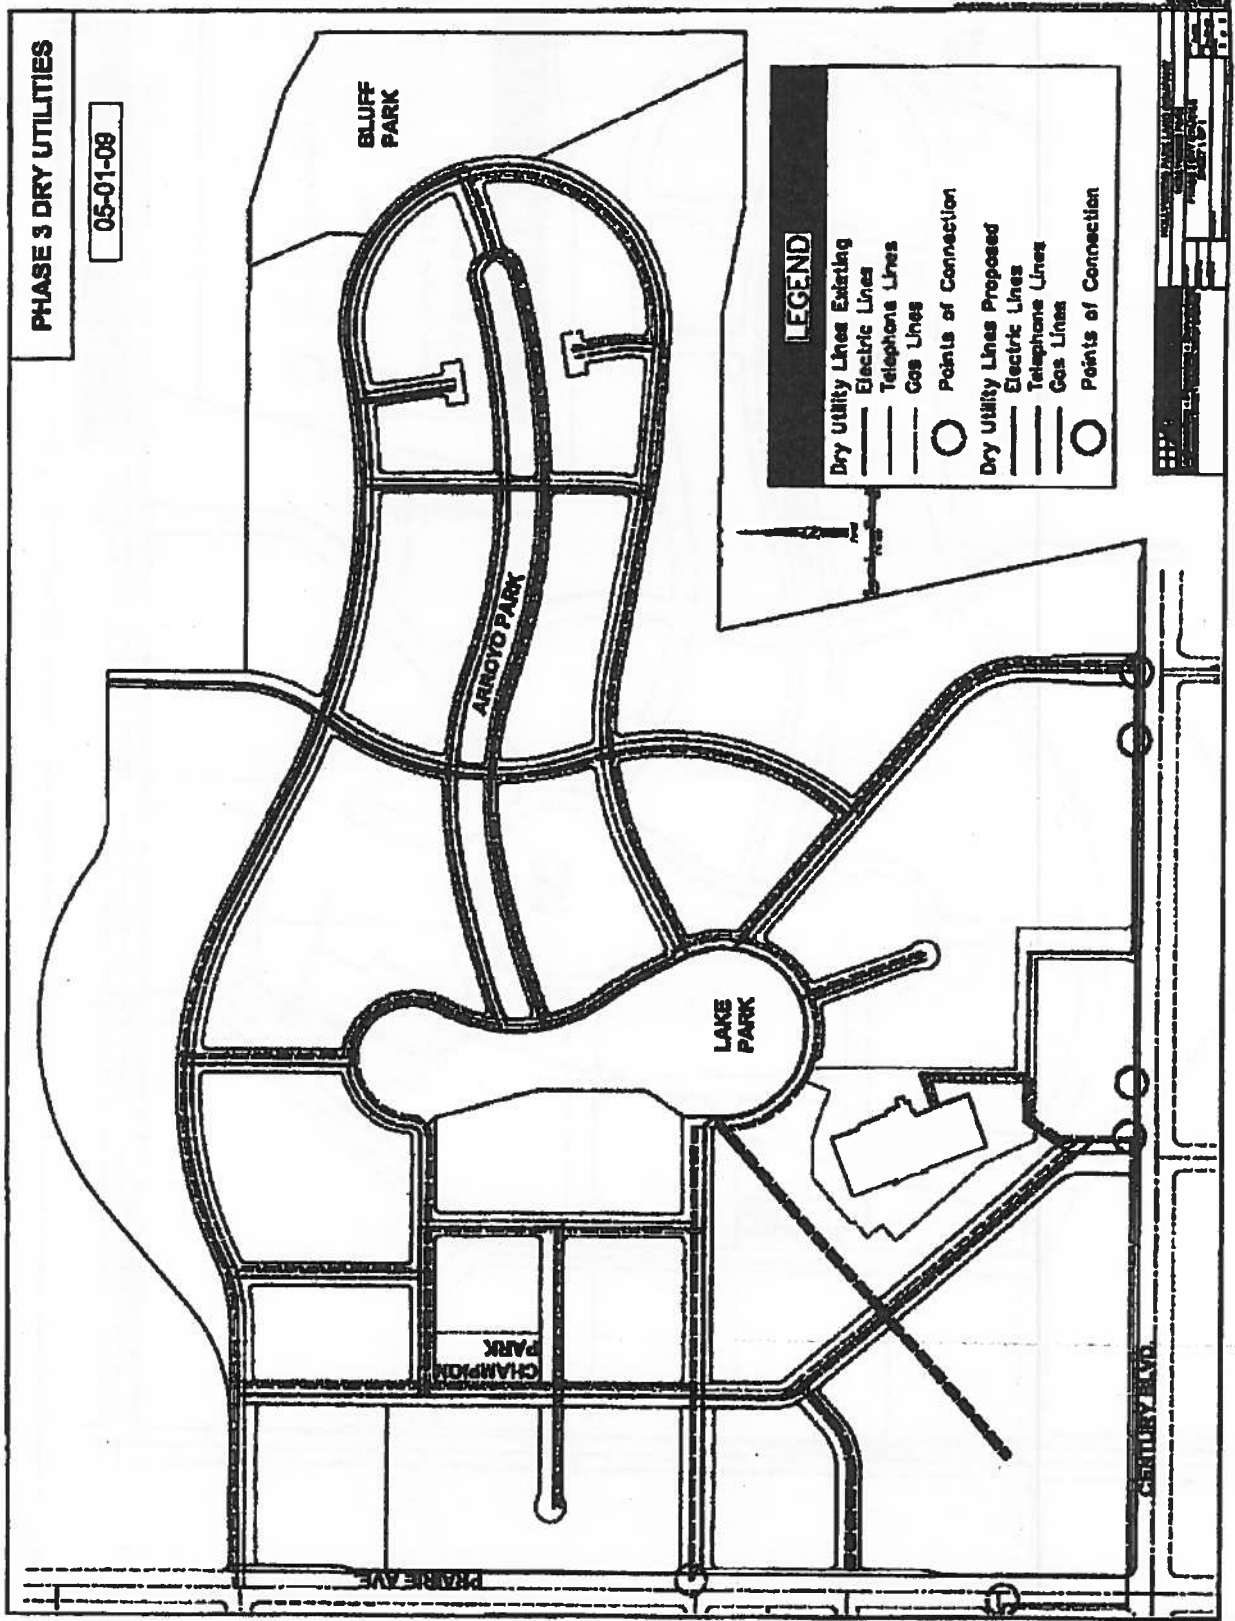 PHASE 3 DRY UTILITIES
05-01-09
BLUFF
PARK
ARROYO PARK
LAKE
PARK
CHAMPION
PARK
PRAIRIE AVE
CENTURY BLVD.
LEGEND
Dry Utility Lines Existing
Electric Lines
Telephone Lines
Gas Lines
Points of Connection
Dry Utility Lines Proposed
Electric Lines
Telephone Lines
Gas Lines
Points of Connection